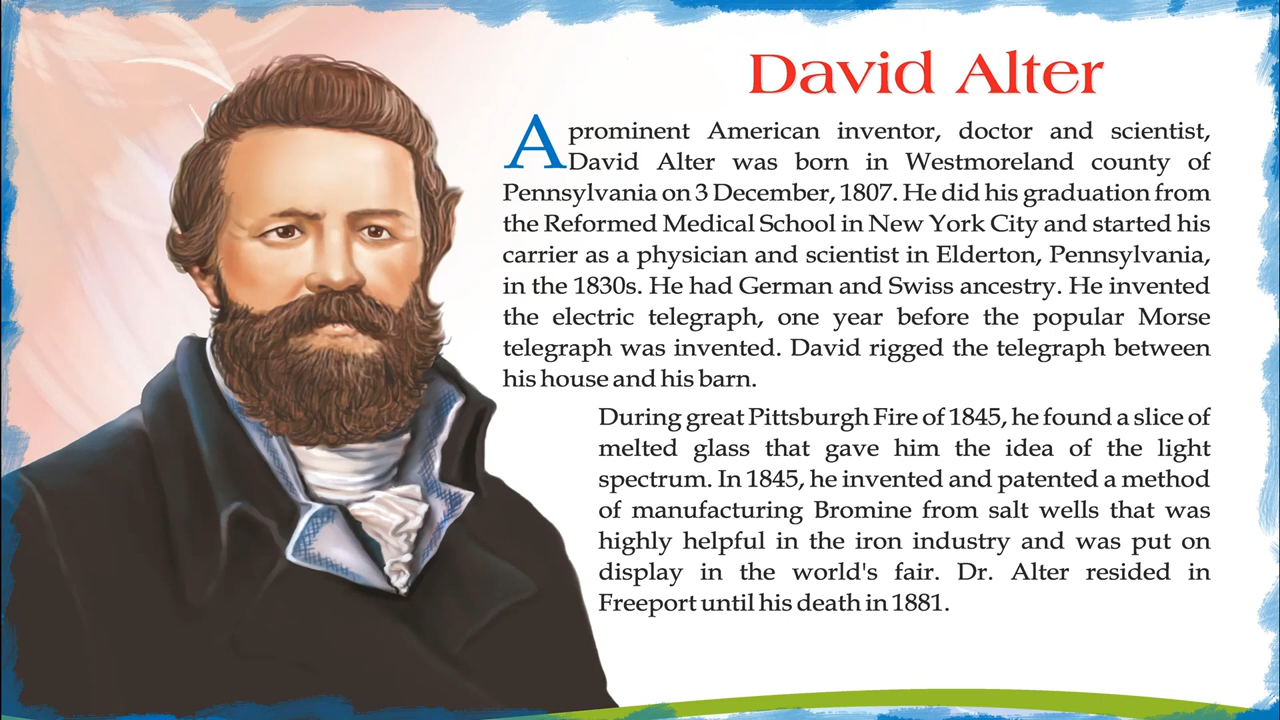 David Alter
A prominent American inventor, doctor and scientist,
David Alter was born in Westmoreland county of
Pennsylvania on 3 December, 1807. He did his graduation from
the Reformed Medical School in New York City and started his
carrier as a physician and scientist in Elderton, Pennsylvania,
in the 1830s. He had German and Swiss ancestry. He invented
the electric telegraph, one year before the popular Morse
telegraph was invented. David rigged the telegraph between
his house and his barn.
During great Pittsburgh Fire of 1845, he found a slice of
melted glass that gave him the idea of the light
spectrum. In 1845, he invented and patented a method
of manufacturing Bromine from salt wells that was
highly helpful in the iron industry and was put on
display in the world's fair. Dr. Alter resided in
Freeport until his death in 1881.